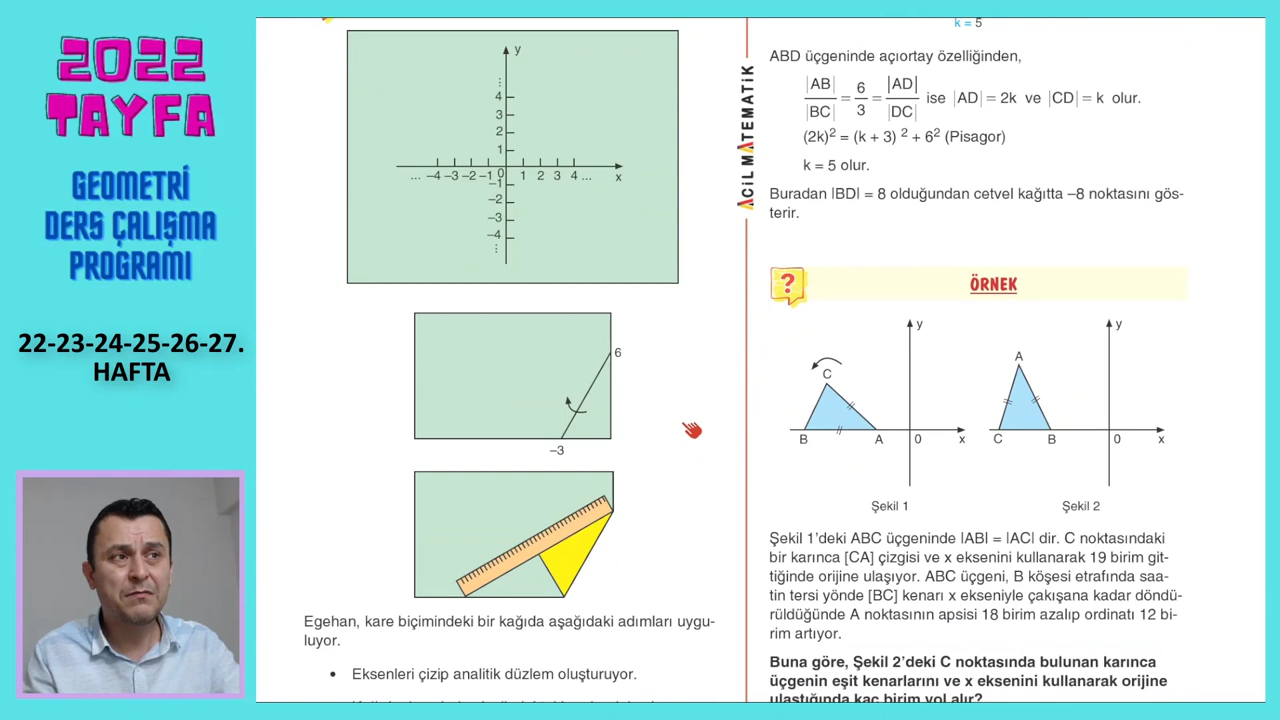 2022
TAYFA
GEOMETRİ
DERS ÇALIŞMA
PROGRAMI
22-23-24-25-26-27.
HAFTA
y
4
3
2
1
... –4 –3 –2 –1 0 1 2 3 4 ...
x
–1
–2
–3
–4
6
–3
Egehan, kare biçimindeki bir kağıda aşağıdaki adımları uygu-
luyor.
• Eksenleri çizip analitik düzlem oluşturuyor.
ACİL MATEMATİK
k = 5
ABD üçgeninde açıortay özelliğinden,
|AB| / |BC| = 6 / 3 = |AD| / |DC| ise |AD| = 2k ve |CD| = k olur.
(2k)² = (k + 3) ² + 6² (Pisagor)
k = 5 olur.
Buradan |BD| = 8 olduğundan cetvel kağıtta –8 noktasını gös-
terir.
?
ÖRNEK
y
C
B A 0 x
Şekil 1
y
A
C B 0 x
Şekil 2
Şekil 1'deki ABC üçgeninde |AB| = |AC| dir. C noktasındaki
bir karınca [CA] çizgisi ve x eksenini kullanarak 19 birim git-
tiğinde orijine ulaşıyor. ABC üçgeni, B köşesi etrafında saa-
tin tersi yönde [BC] kenarı x ekseniyle çakışana kadar döndü-
rüldüğünde A noktasının apsisi 18 birim azalıp ordinatı 12 bi-
rim artıyor.
Buna göre, Şekil 2'deki C noktasında bulunan karınca
üçgenin eşit kenarlarını ve x eksenini kullanarak orijine
ulaştığında kaç birim yol alır?